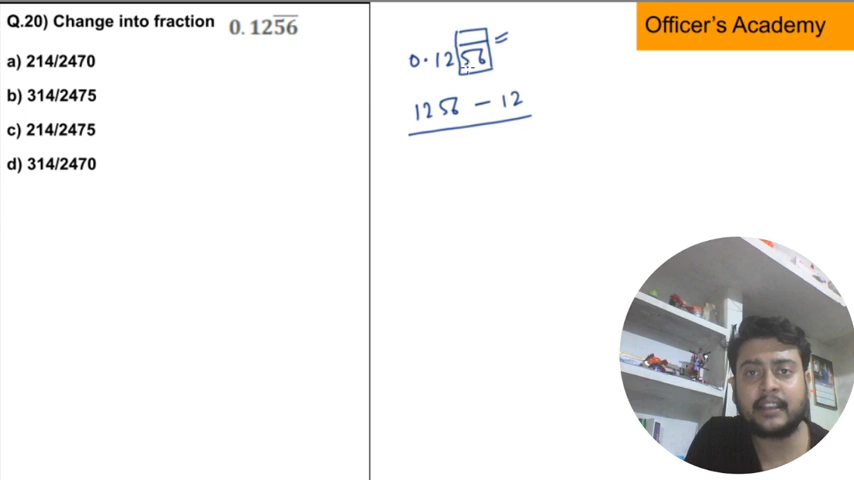 Q.20) Change into fraction 0.12\overline{56}
a) 214/2470
b) 314/2475
c) 214/2475
d) 314/2470
0.12\overline{56} =
1256 - 12
Officer's Academy